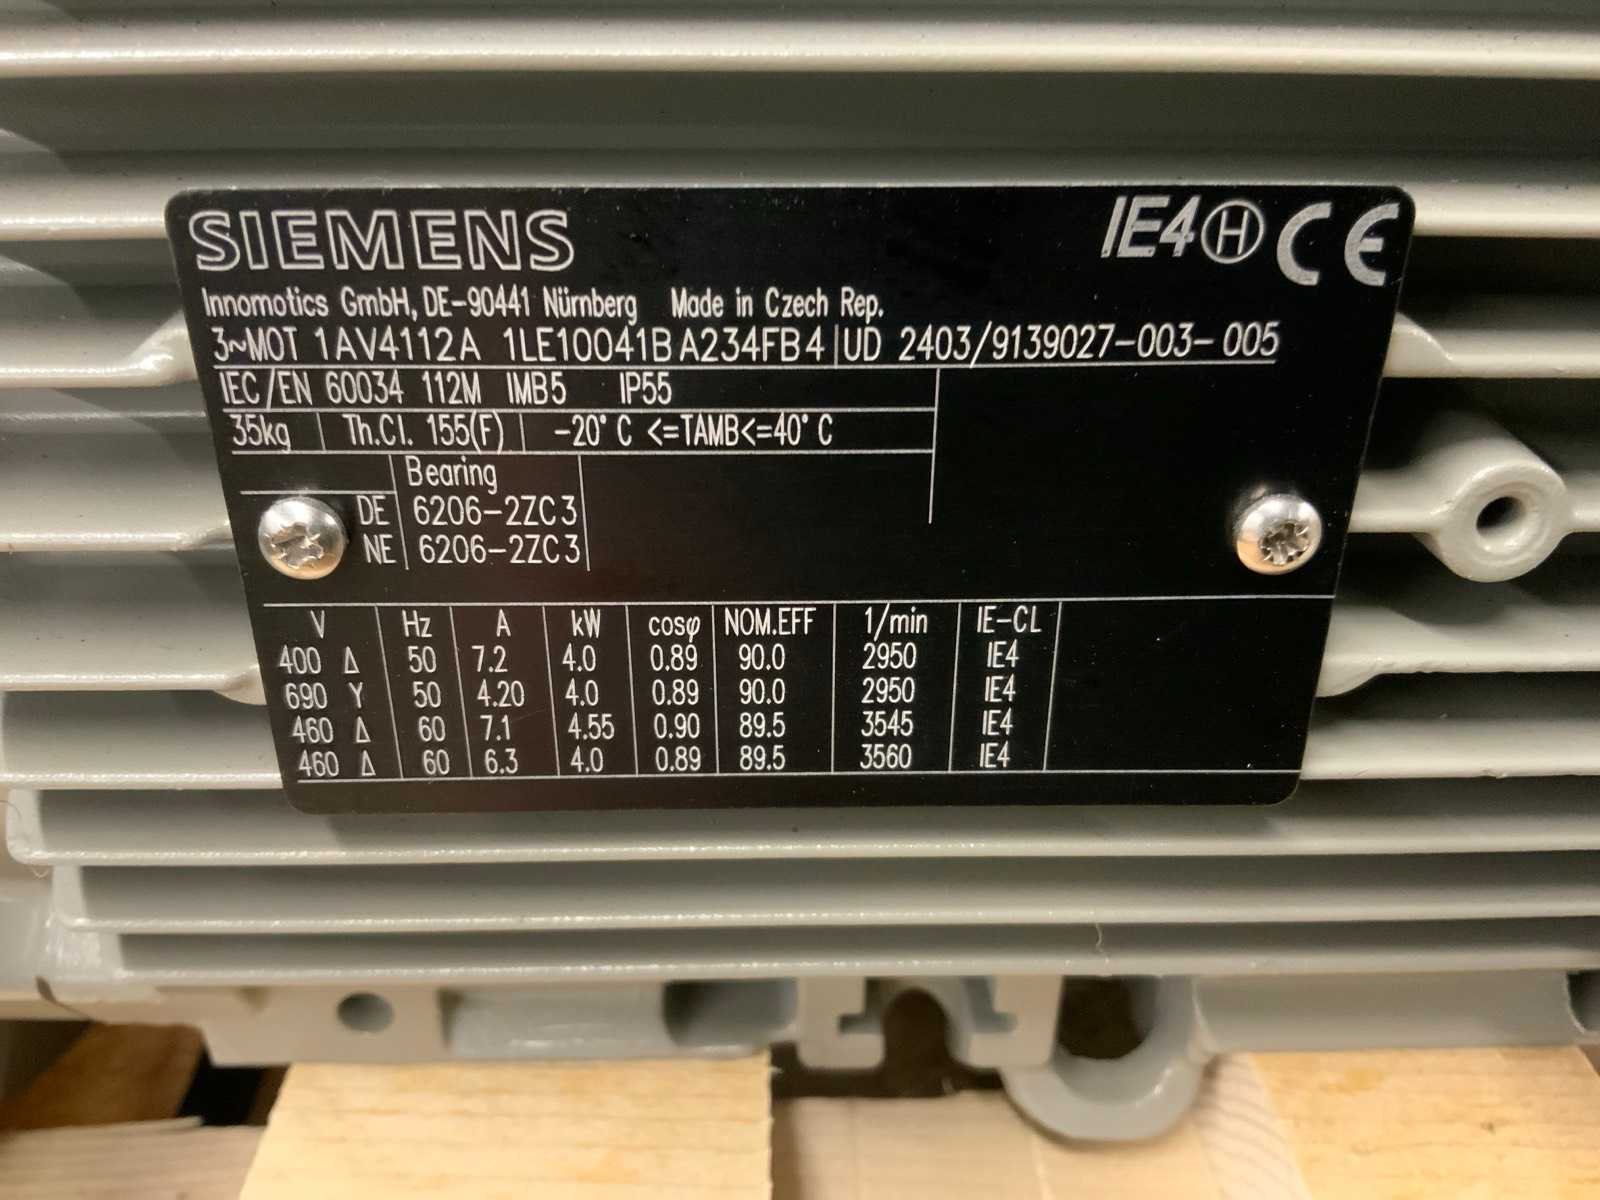 SIEMENS
IE4 H CE
Innomotics GmbH, DE-90441 Nürnberg Made in Czech Rep.
3~MOT 1AV4112A 1LE10041BA234FB4 UD 2403/9139027-003-005
IEC/EN 60034 112M IMB5 IP55
35kg Th.Cl. 155(F) -20° C <=TAMB<=40° C
Bearing
DE 6206-2ZC3
NE 6206-2ZC3
V Hz A kW cosφ NOM.EFF 1/min IE-CL
400 Δ 50 7.2 4.0 0.89 90.0 2950 IE4
690 Y 50 4.20 4.0 0.89 90.0 2950 IE4
460 Δ 60 7.1 4.55 0.90 89.5 3545 IE4
460 Δ 60 6.3 4.0 0.89 89.5 3560 IE4